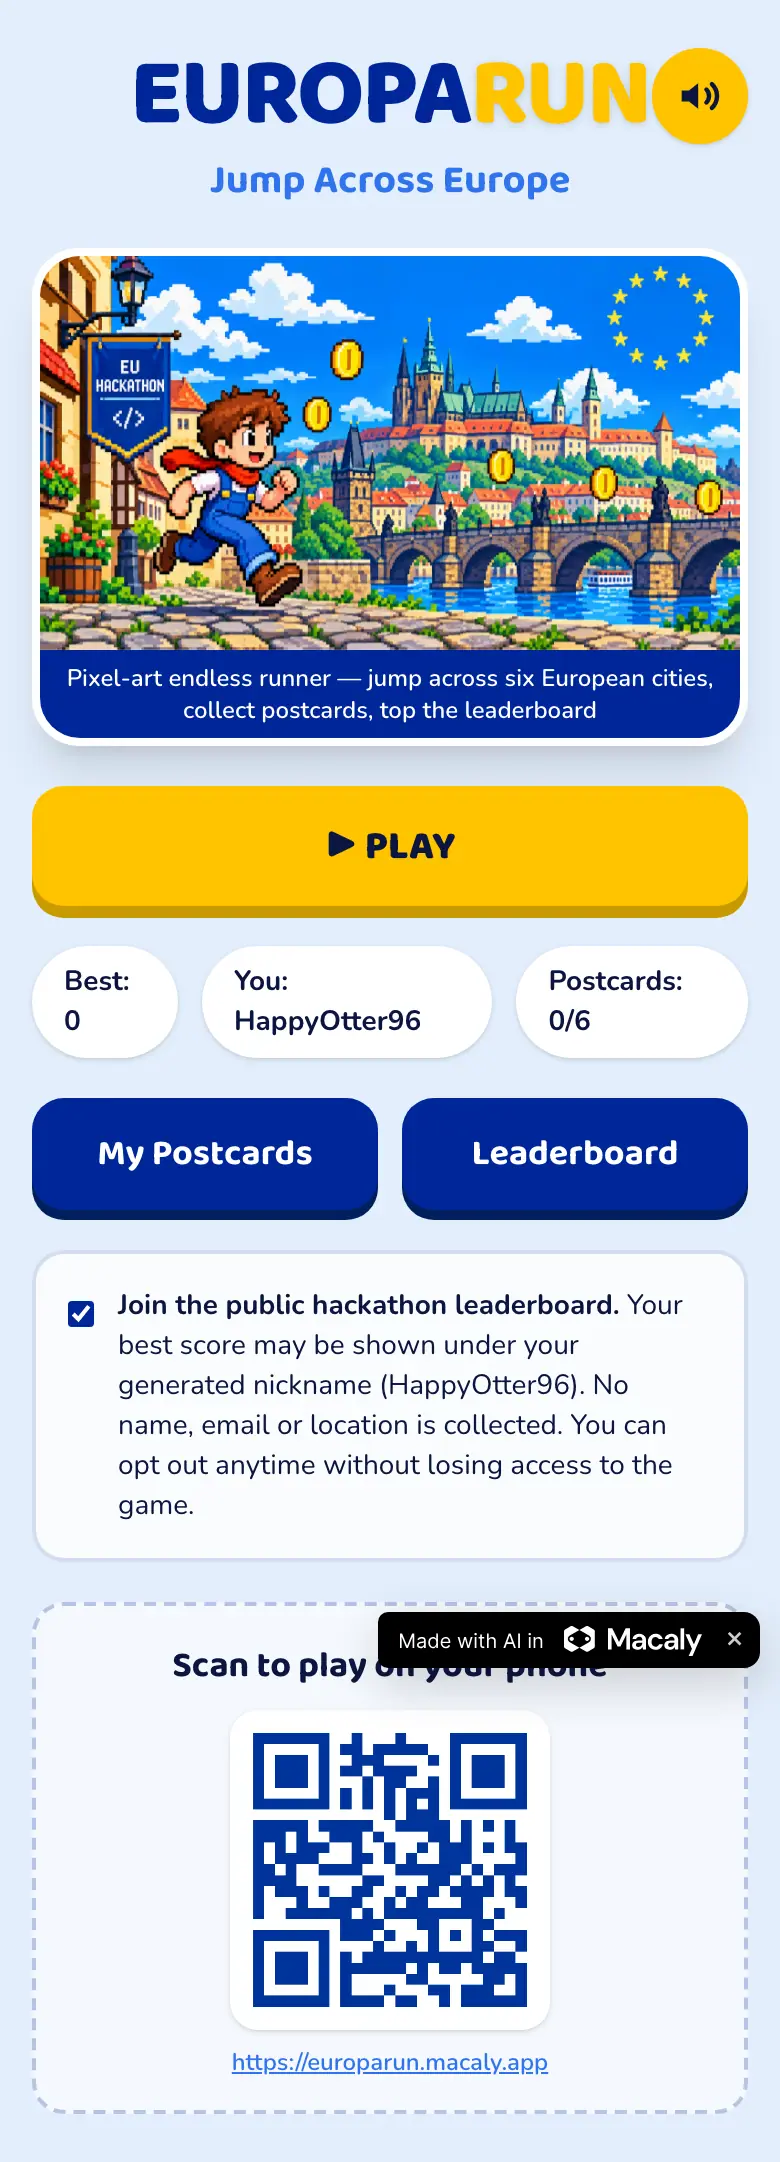 EUROPARUN
Jump Across Europe
EU
HACKATHON
</>
Pixel-art endless runner — jump across six European cities,
collect postcards, top the leaderboard
▶ PLAY
Best:
0
You:
HappyOtter96
Postcards:
0/6
My Postcards
Leaderboard
Join the public hackathon leaderboard. Your
best score may be shown under your
generated nickname (HappyOtter96). No
name, email or location is collected. You can
opt out anytime without losing access to the
game.
Made with AI in Macaly ×
Scan to play on your phone
https://europarun.macaly.app